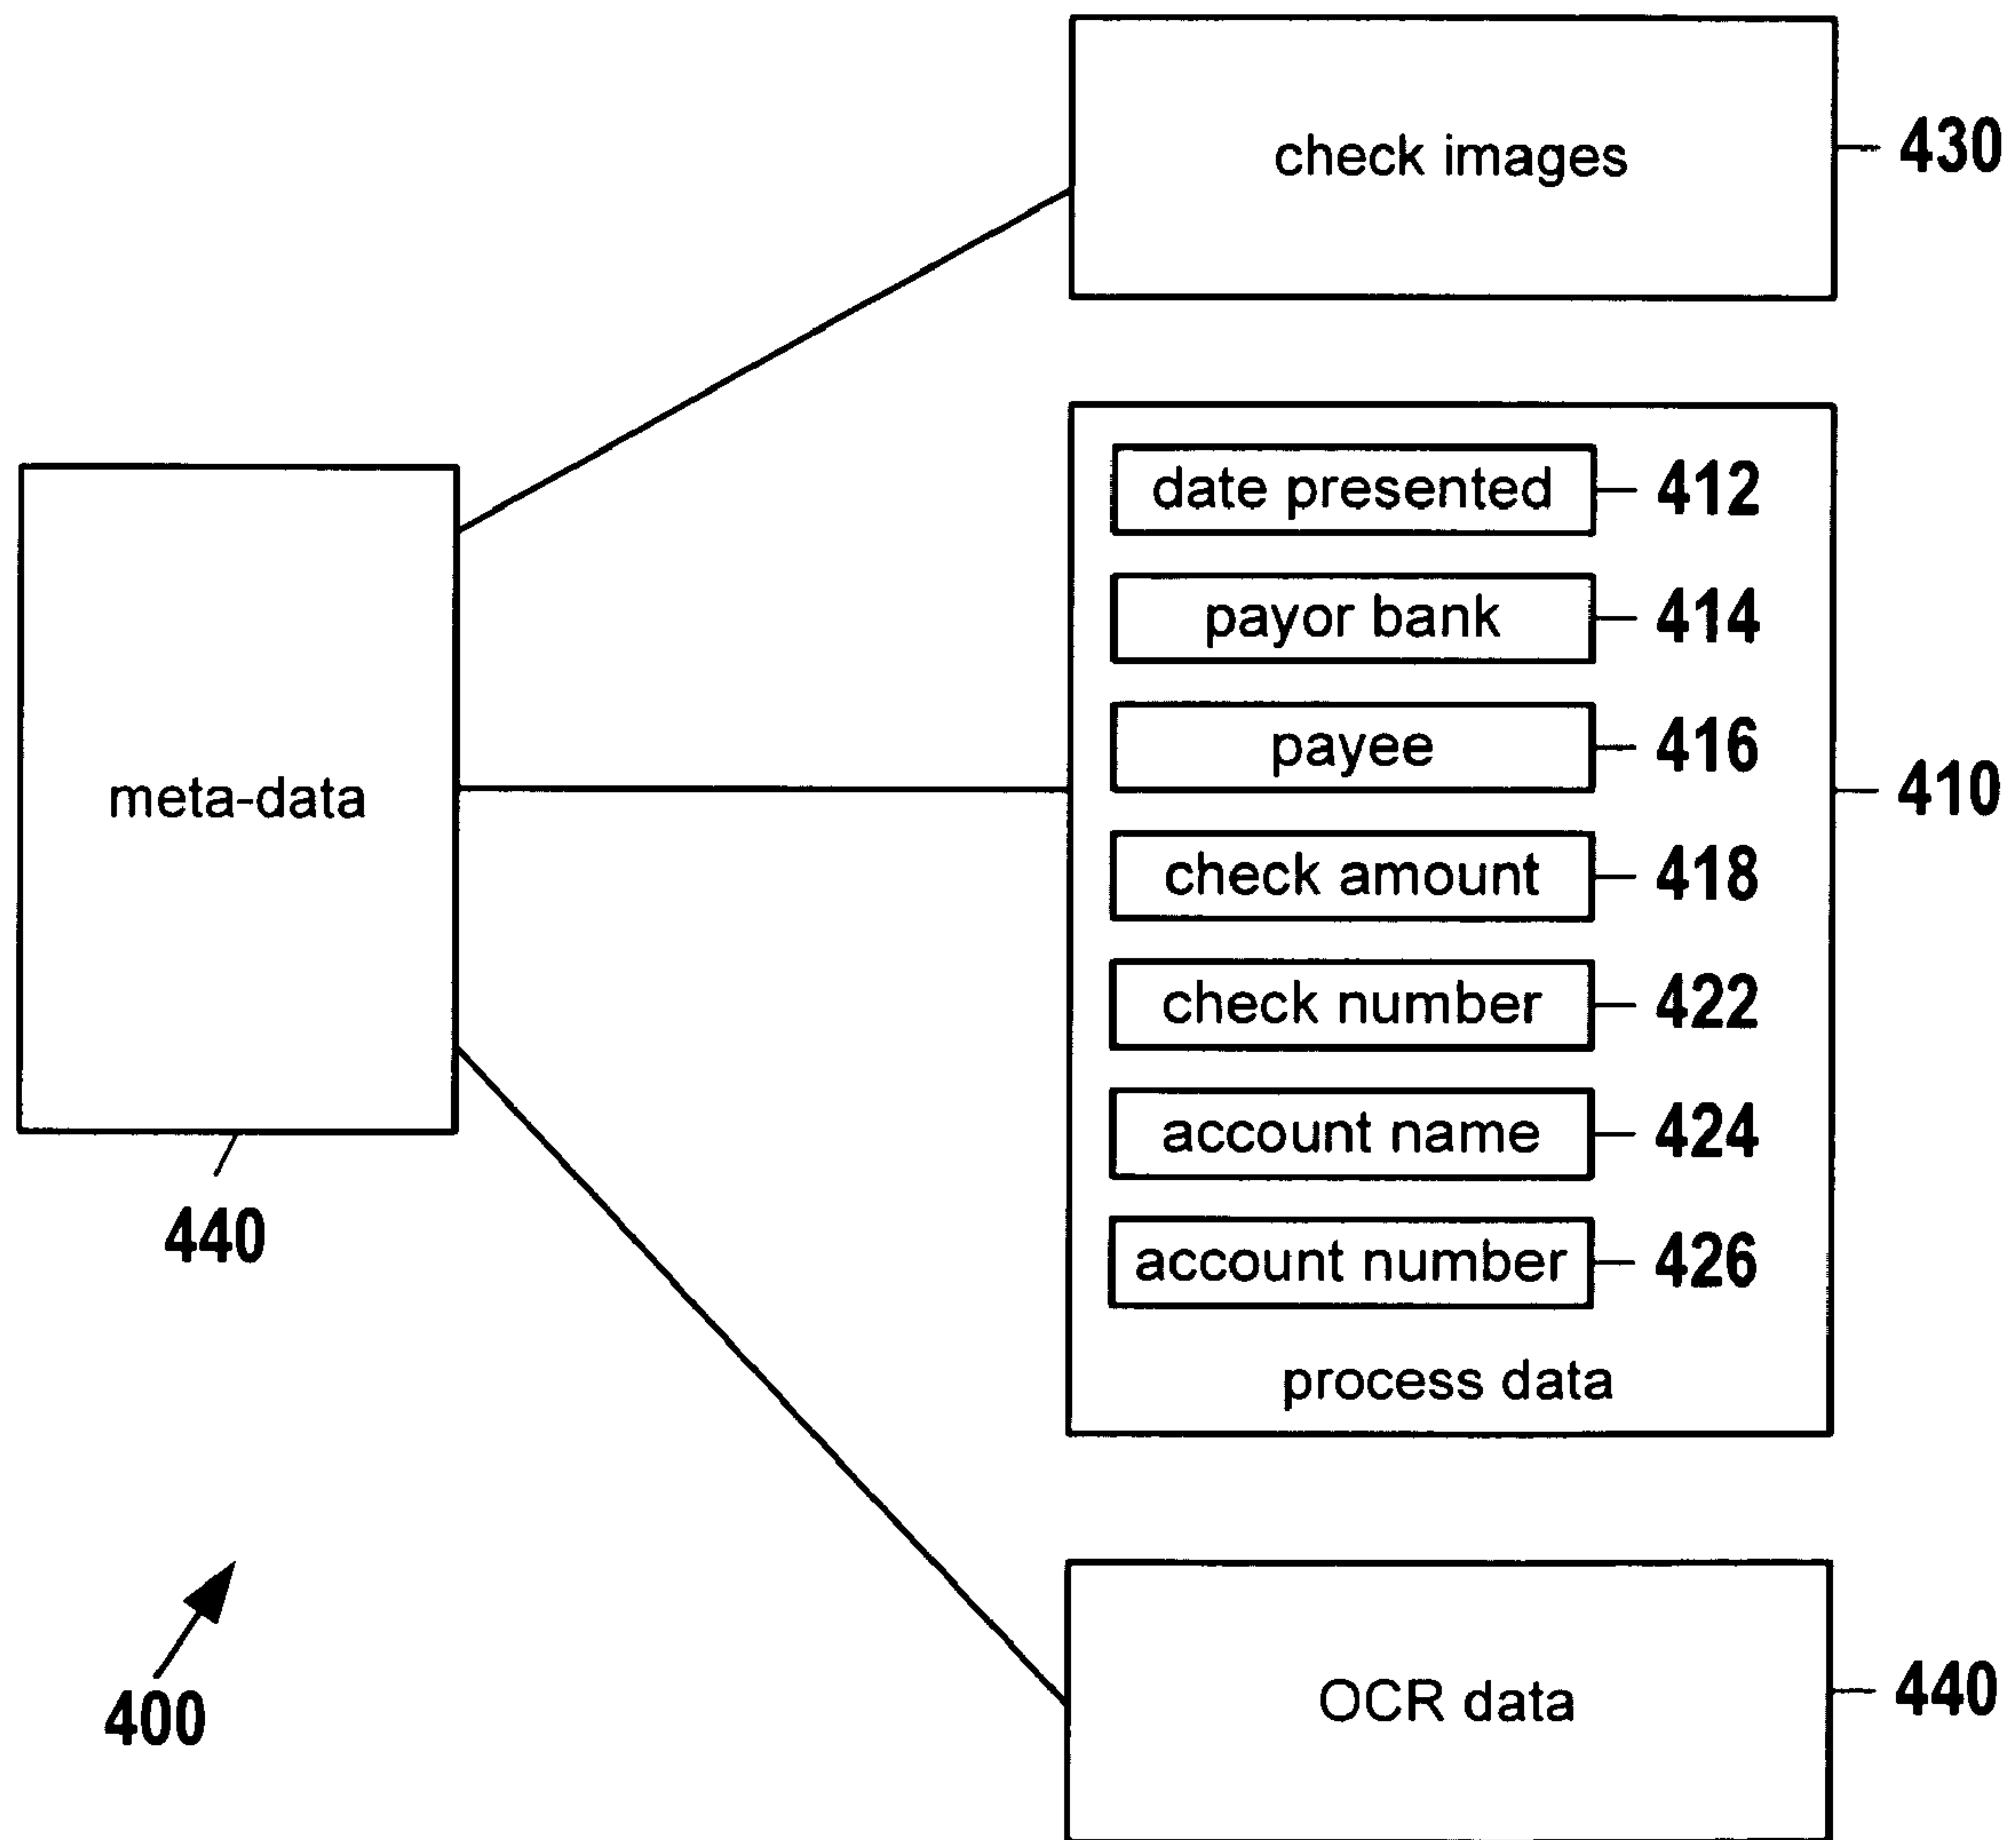 check images
430
date presented
412
payor bank
414
payee
416
meta-data
410
check amount
418
check number
422
account name
424
440
account number
426
process data
OCR data
440
400